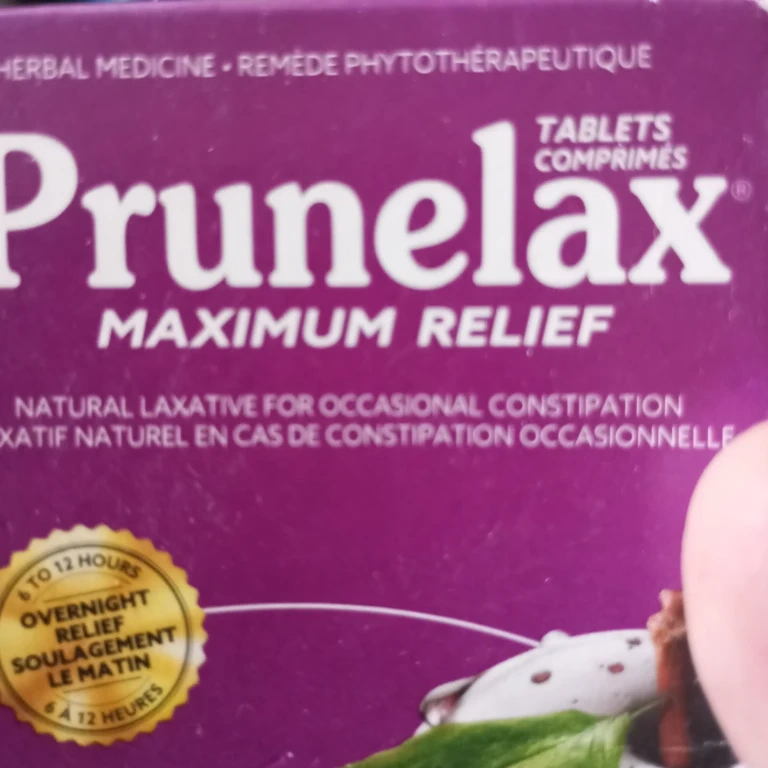 HERBAL MEDICINE • REMÈDE PHYTOTHÉRAPEUTIQUE
TABLETS
COMPRIMÉS
Prunelax®
MAXIMUM RELIEF
NATURAL LAXATIVE FOR OCCASIONAL CONSTIPATION
XATIF NATUREL EN CAS DE CONSTIPATION OCCASIONNELLE
6 TO 12 HOURS
OVERNIGHT
RELIEF
SOULAGEMENT
LE MATIN
6 À 12 HEURES